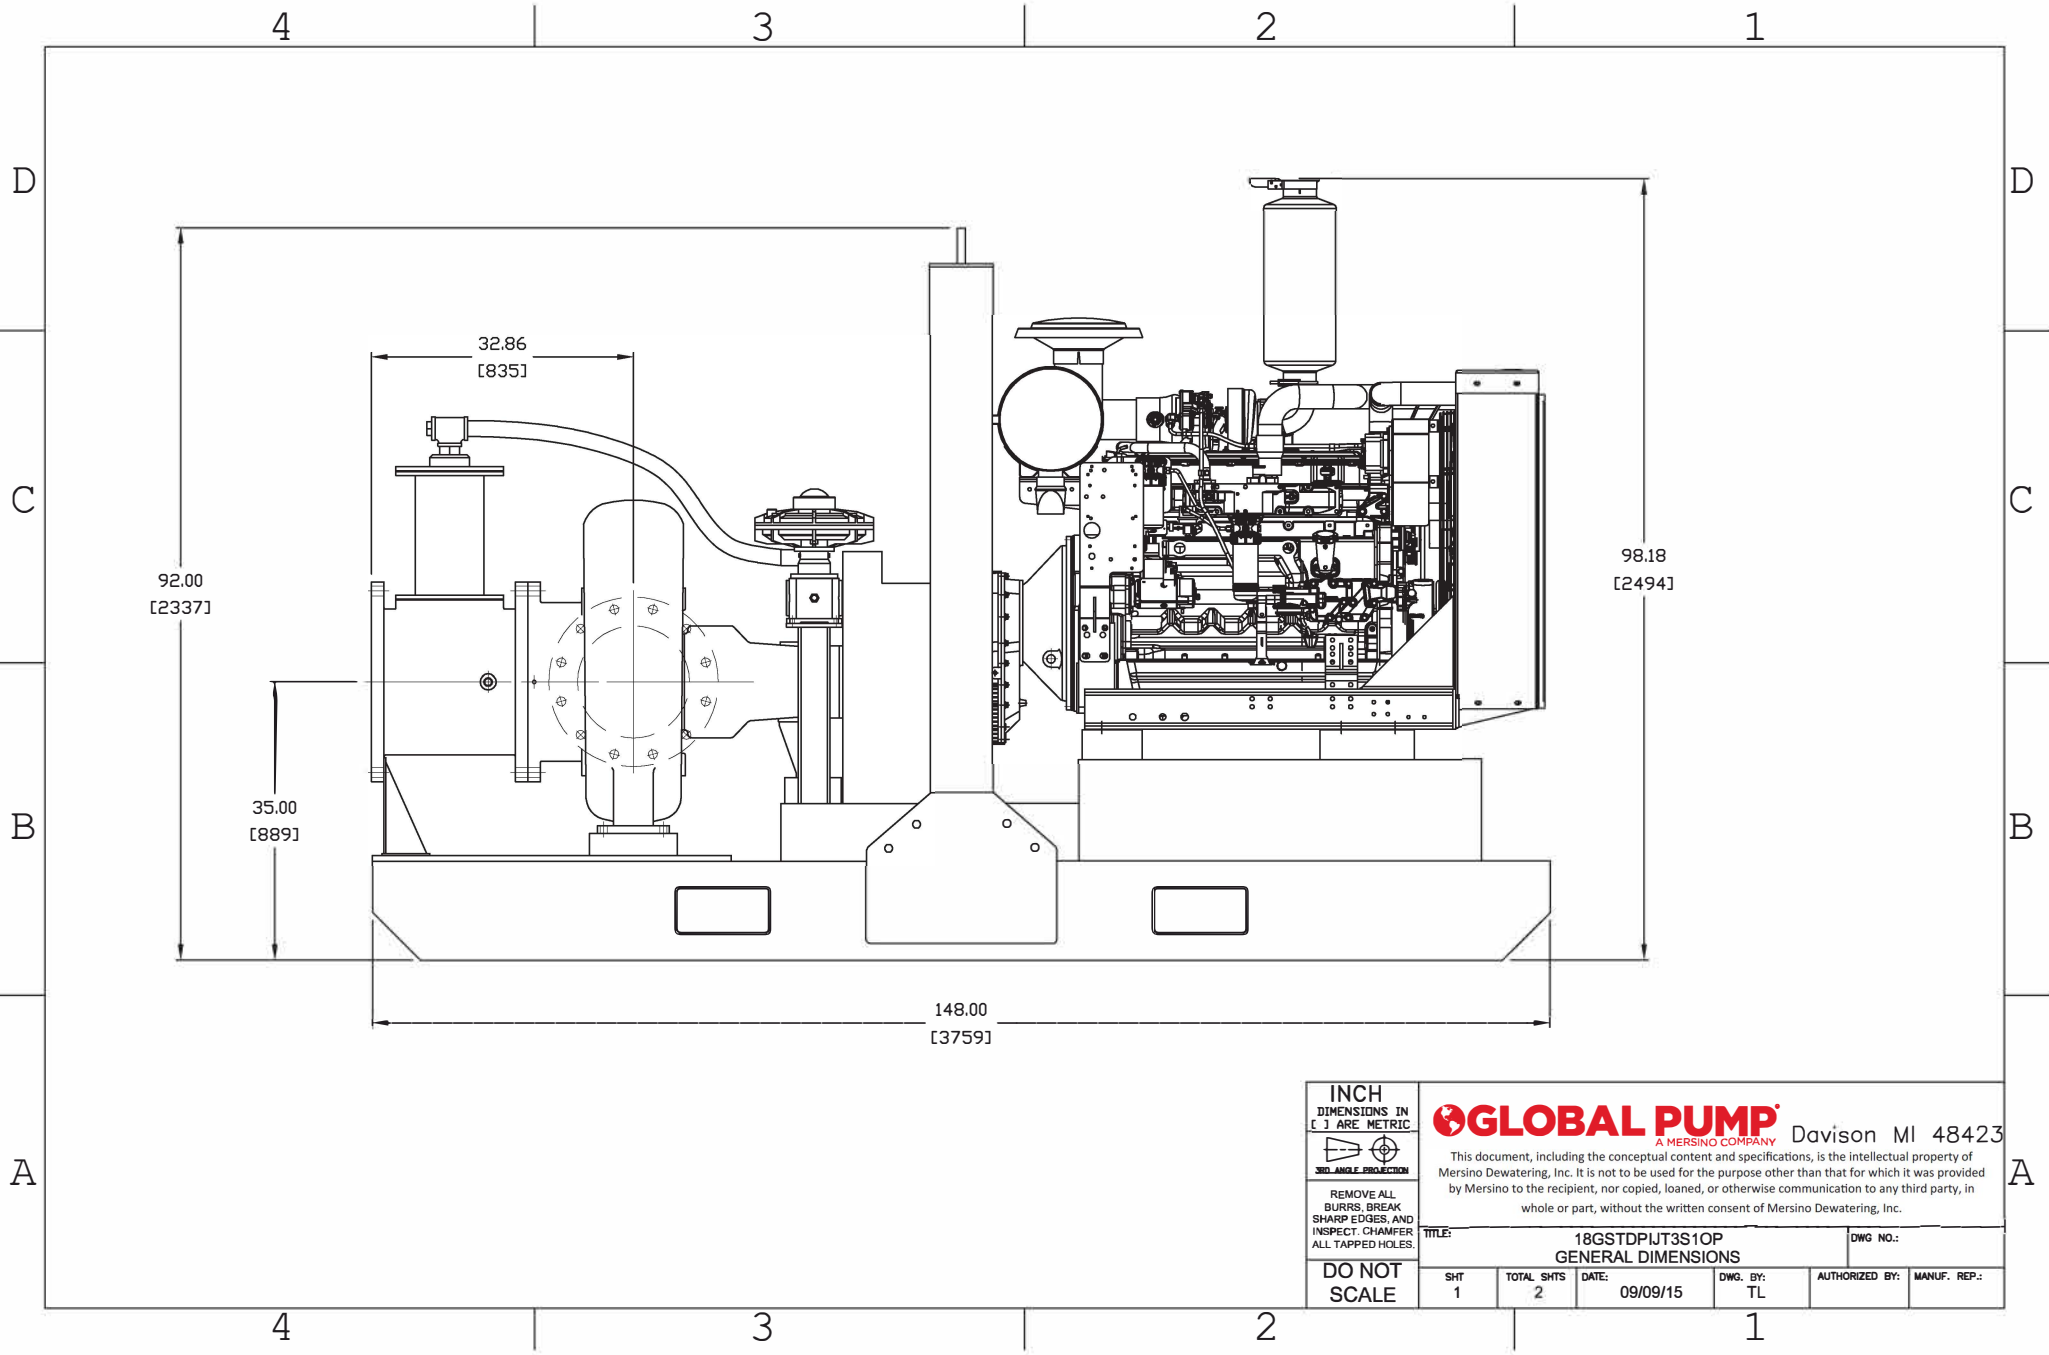 4 3 2 1
D D
32.86
[835]
C C
98.18
[2494]
92.00
[2337]
35.00
[889]
B B
148.00
[3759]
INCH
DIMENSIONS IN
[ ] ARE METRIC
3RD ANGLE PROJECTION
REMOVE ALL
BURRS, BREAK
SHARP EDGES, AND
INSPECT. CHAMFER
ALL TAPPED HOLES.
DO NOT
SCALE
GLOBAL PUMP
A MERSINO COMPANY
Davison MI 48423
This document, including the conceptual content and specifications, is the intellectual property of
Mersino Dewatering, Inc. It is not to be used for the purpose other than that for which it was provided
by Mersino to the recipient, nor copied, loaned, or otherwise communication to any third party, in
whole or part, without the written consent of Mersino Dewatering, Inc.
TITLE:
18GSTDPIJT3S1OP
GENERAL DIMENSIONS
DWG NO.:
SHT
1
TOTAL SHTS
2
DATE:
09/09/15
DWG. BY:
TL
AUTHORIZED BY:
MANUF. REP.:
A A
4 3 2 1